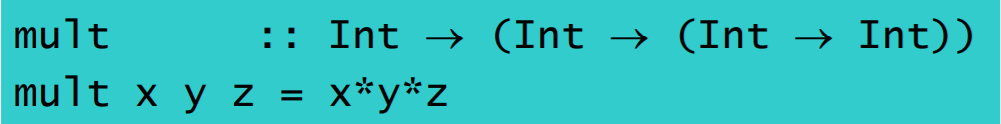 mult      :: Int → (Int → (Int → Int))
mult x y z = x*y*z